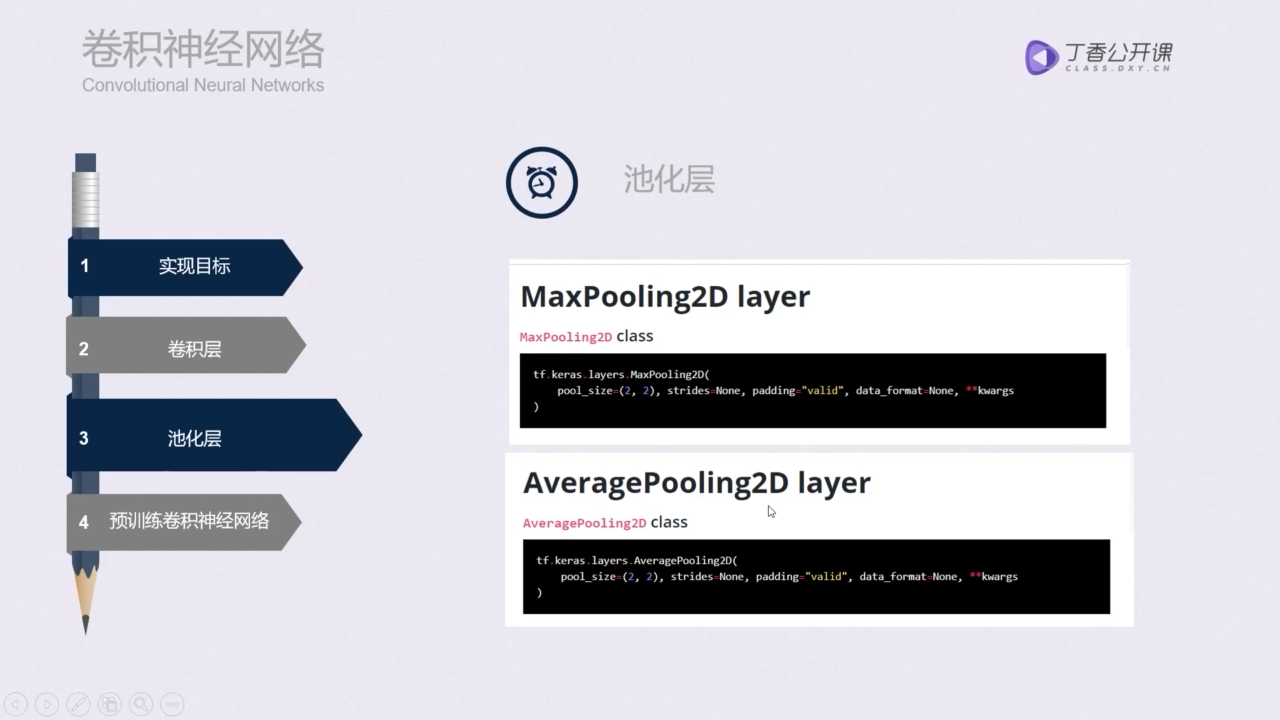 卷积神经网络
Convolutional Neural Networks
丁香公开课
CLASS.DXY.CN
1 实现目标
2 卷积层
3 池化层
4 预训练卷积神经网络
池化层
MaxPooling2D layer
MaxPooling2D class
tf.keras.layers.MaxPooling2D(
pool_size=(2, 2), strides=None, padding="valid", data_format=None, **kwargs
)
AveragePooling2D layer
AveragePooling2D class
tf.keras.layers.AveragePooling2D(
pool_size=(2, 2), strides=None, padding="valid", data_format=None, **kwargs
)